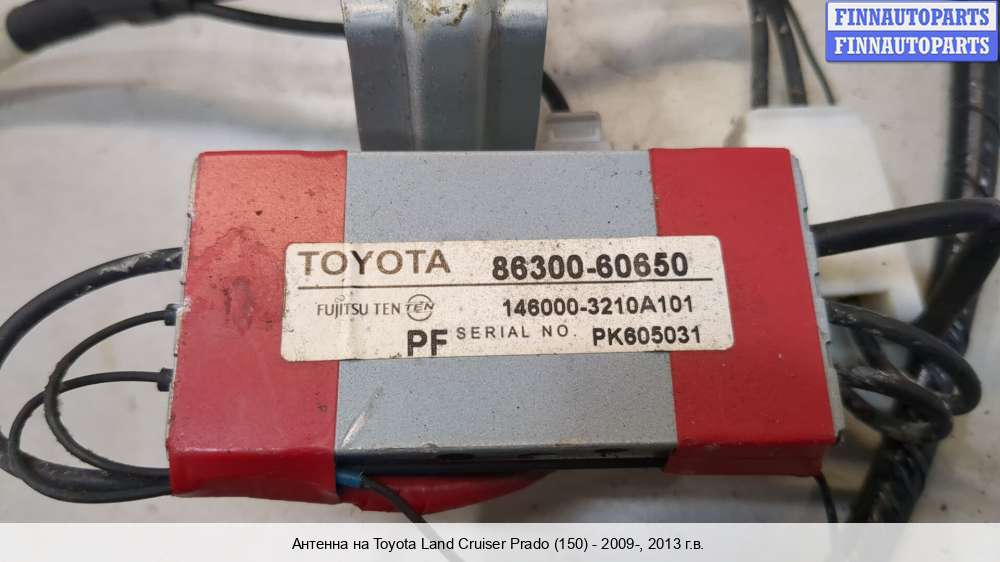 FINNAUTOPARTS
FINNAUTOPARTS
TOYOTA 86300-60650
FUJITSU TEN TEN 146000-3210A101
PF SERIAL NO. PK605031
Антенна на Toyota Land Cruiser Prado (150) - 2009-, 2013 г.в.